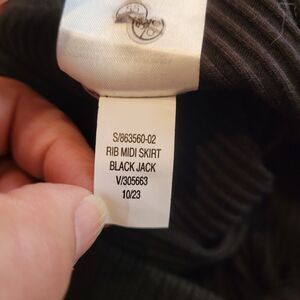 S/863560-02
RIB MIDI SKIRT
BLACK JACK
V/305663
10/23